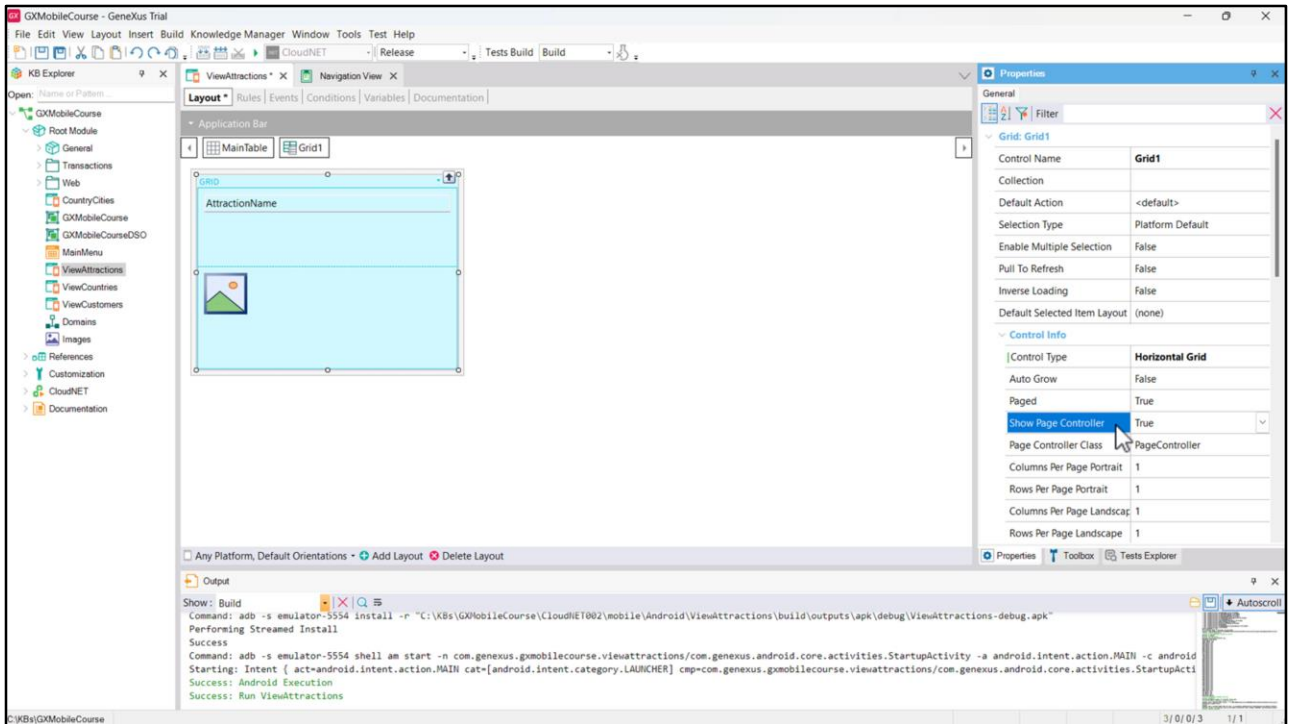 GX GXMobileCourse - GeneXus Trial
File Edit View Layout Insert Build Knowledge Manager Window Tools Test Help
CloudNET Release Tests Build Build
KB Explorer
Open: Name or Pattern...
GXMobileCourse
Root Module
General
Transactions
Web
CountryCities
GXMobileCourse
GXMobileCourseDSO
MainMenu
ViewAttractions
ViewCountries
ViewCustomers
Domains
Images
References
Customization
CloudNET
Documentation
ViewAttractions * X Navigation View X
Layout * Rules Events Conditions Variables Documentation
Application Bar
MainTable Grid1
GRID
AttractionName
Any Platform, Default Orientations Add Layout Delete Layout
Properties
General
Filter
Grid: Grid1
Control Name Grid1
Collection
Default Action <default>
Selection Type Platform Default
Enable Multiple Selection False
Pull To Refresh False
Inverse Loading False
Default Selected Item Layout (none)
Control Info
Control Type Horizontal Grid
Auto Grow False
Paged True
Show Page Controller True
Page Controller Class PageController
Columns Per Page Portrait 1
Rows Per Page Portrait 1
Columns Per Page Landscap 1
Rows Per Page Landscape 1
Properties Toolbox Tests Explorer
Output
Show: Build Autoscroll
Command: adb -s emulator-5554 install -r "C:\KBs\GXMobileCourse\CloudNET002\mobile\Android\ViewAttractions\build\outputs\apk\debug\ViewAttractions-debug.apk"
Performing Streamed Install
Success
Command: adb -s emulator-5554 shell am start -n com.genexus.gxmobilecourse.viewattractions/com.genexus.android.core.activities.StartupActivity -a android.intent.action.MAIN -c android
Starting: Intent { act=android.intent.action.MAIN cat=[android.intent.category.LAUNCHER] cmp=com.genexus.gxmobilecourse.viewattractions/com.genexus.android.core.activities.StartupActi
Success: Android Execution
Success: Run ViewAttractions
C:\KBs\GXMobileCourse 3/0/0/3 1/1